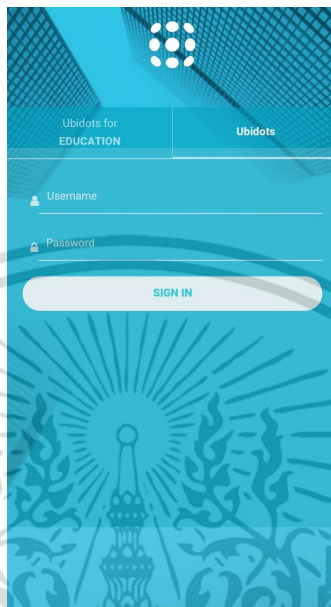 Ubidots for
EDUCATION
Ubidots
Username
Password
SIGN IN